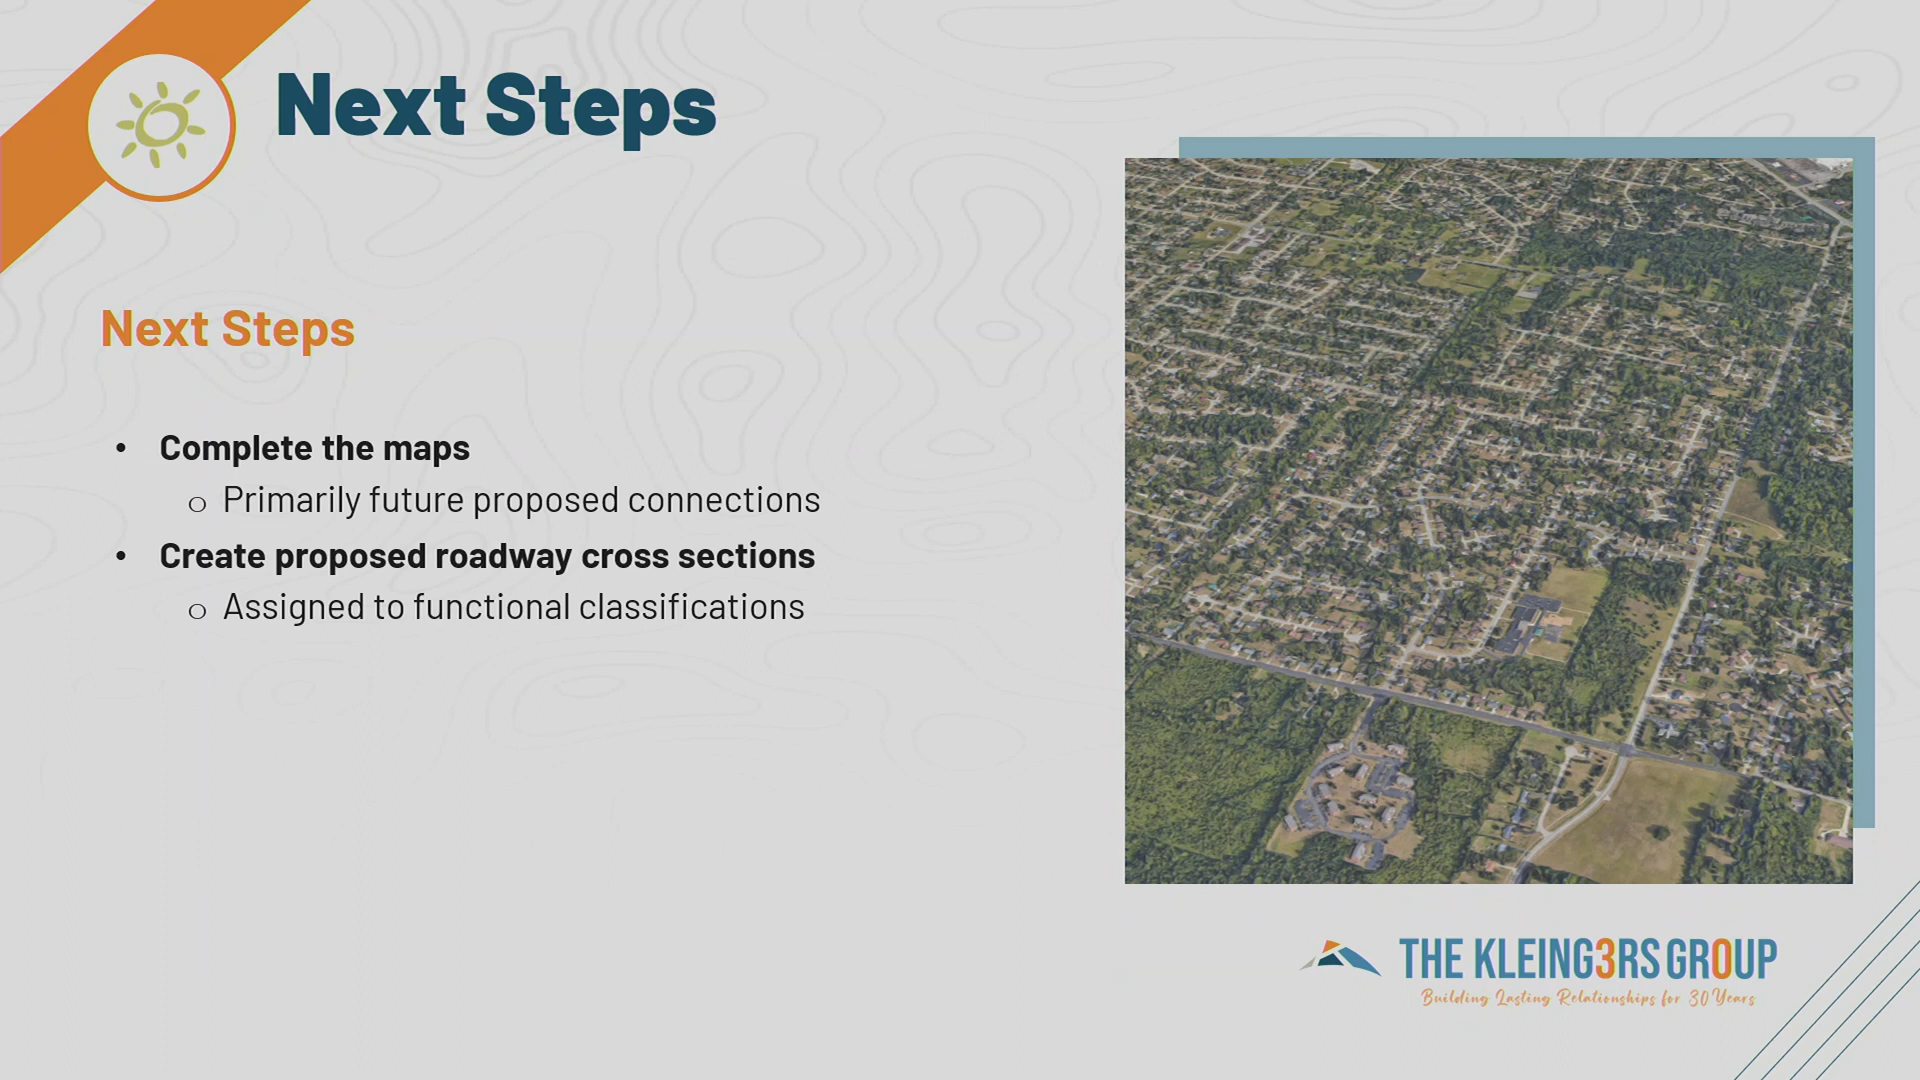 Next Steps
Next Steps
• Complete the maps
o Primarily future proposed connections
• Create proposed roadway cross sections
o Assigned to functional classifications
THE KLEING3RS GROUP
Building Lasting Relationships for 30 Years